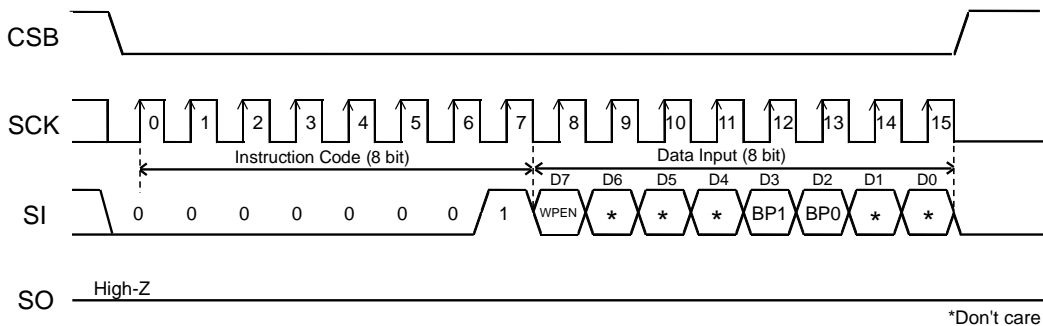 CSB
SCK 0 1 2 3 4 5 6 7 8 9 10 11 12 13 14 15
Instruction Code (8 bit) Data Input (8 bit)
D7 D6 D5 D4 D3 D2 D1 D0
SI 0 0 0 0 0 0 0 1 WPEN * * * BP1 BP0 * *
High-Z
SO
*Don't care